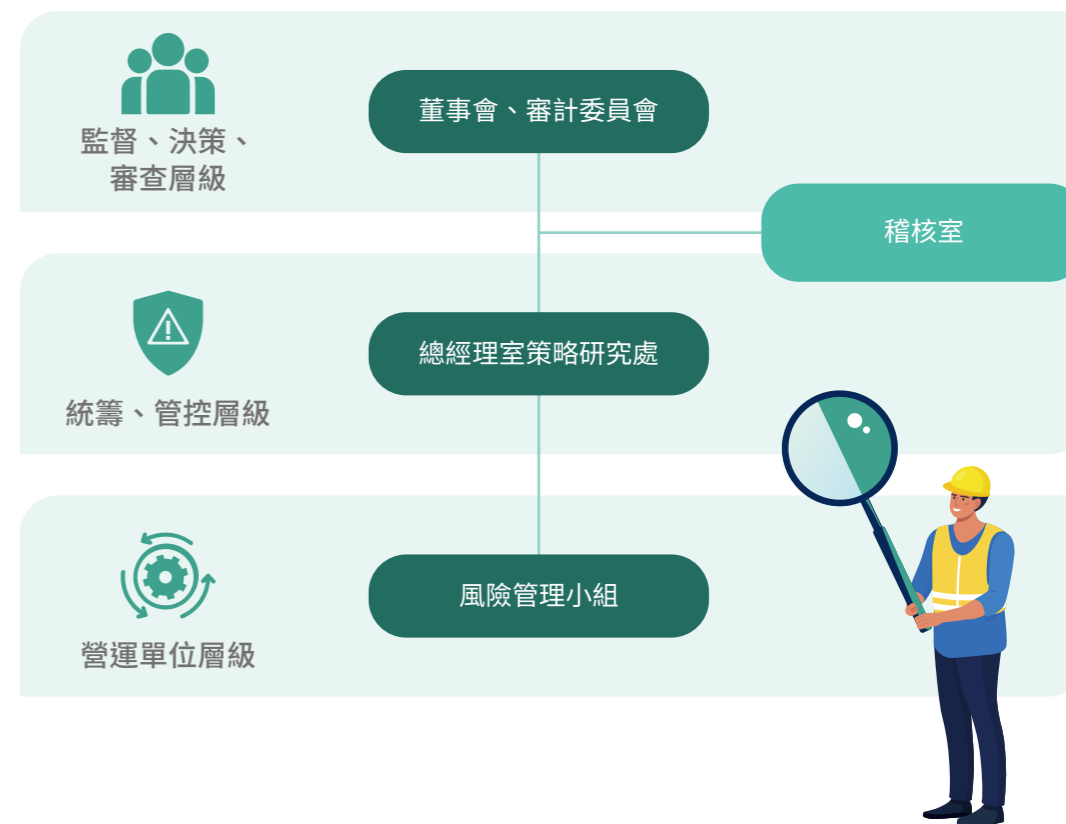 監督、決策、
審查層級
董事會、審計委員會
稽核室
統籌、管控層級
總經理室策略研究處
營運單位層級
風險管理小組